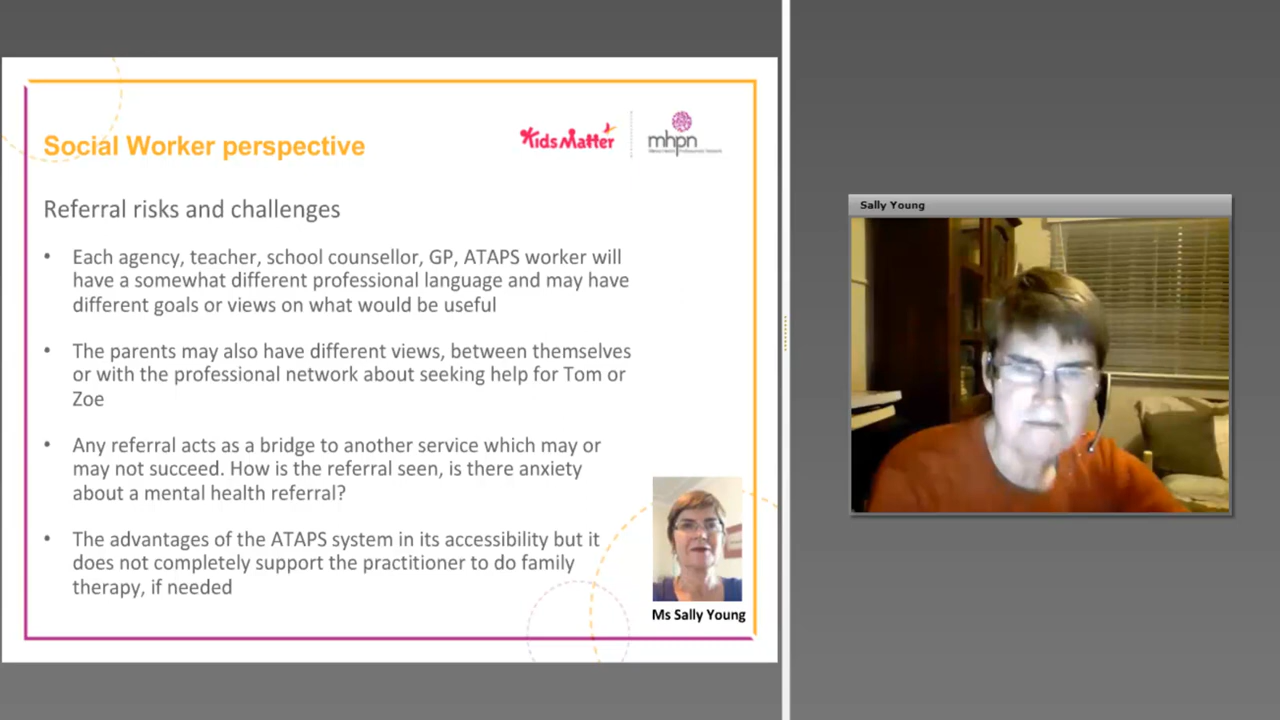 Social Worker perspective
KidsMatter
mhpn
Referral risks and challenges
• Each agency, teacher, school counsellor, GP, ATAPS worker will
have a somewhat different professional language and may have
different goals or views on what would be useful
• The parents may also have different views, between themselves
or with the professional network about seeking help for Tom or
Zoe
• Any referral acts as a bridge to another service which may or
may not succeed. How is the referral seen, is there anxiety
about a mental health referral?
• The advantages of the ATAPS system in its accessibility but it
does not completely support the practitioner to do family
therapy, if needed
Ms Sally Young
Sally Young